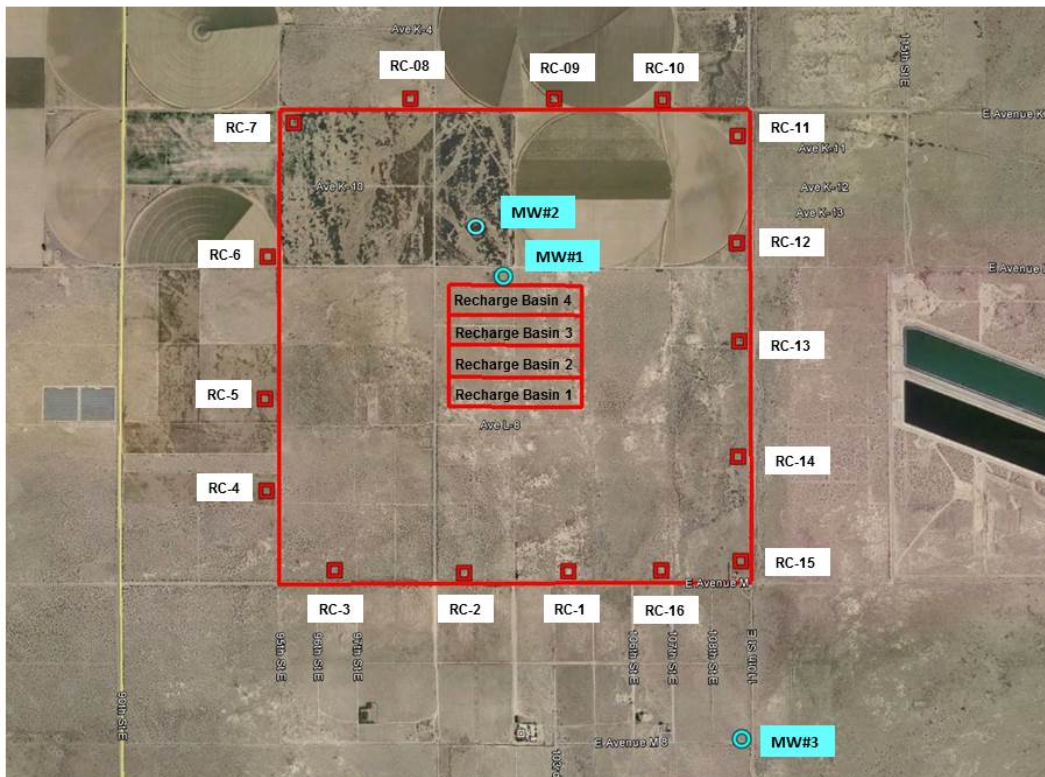 Ave K-4
115th St E
RC-08
RC-09
RC-10
E Avenue K
RC-7
RC-11
Ave K-11
Ave K-10
Ave K-12
Ave K-13
MW#2
RC-6
RC-12
MW#1
E Avenue L
Recharge Basin 4
Recharge Basin 3
RC-13
Recharge Basin 2
RC-5
Recharge Basin 1
Ave L-8
RC-14
RC-4
RC-15
E Avenue M
RC-3
RC-2
RC-1
RC-16
95th St E
96th St E
97th St E
106th St E
107th St E
108th St E
110th St E
90th St E
E Avenue M 8
MW#3